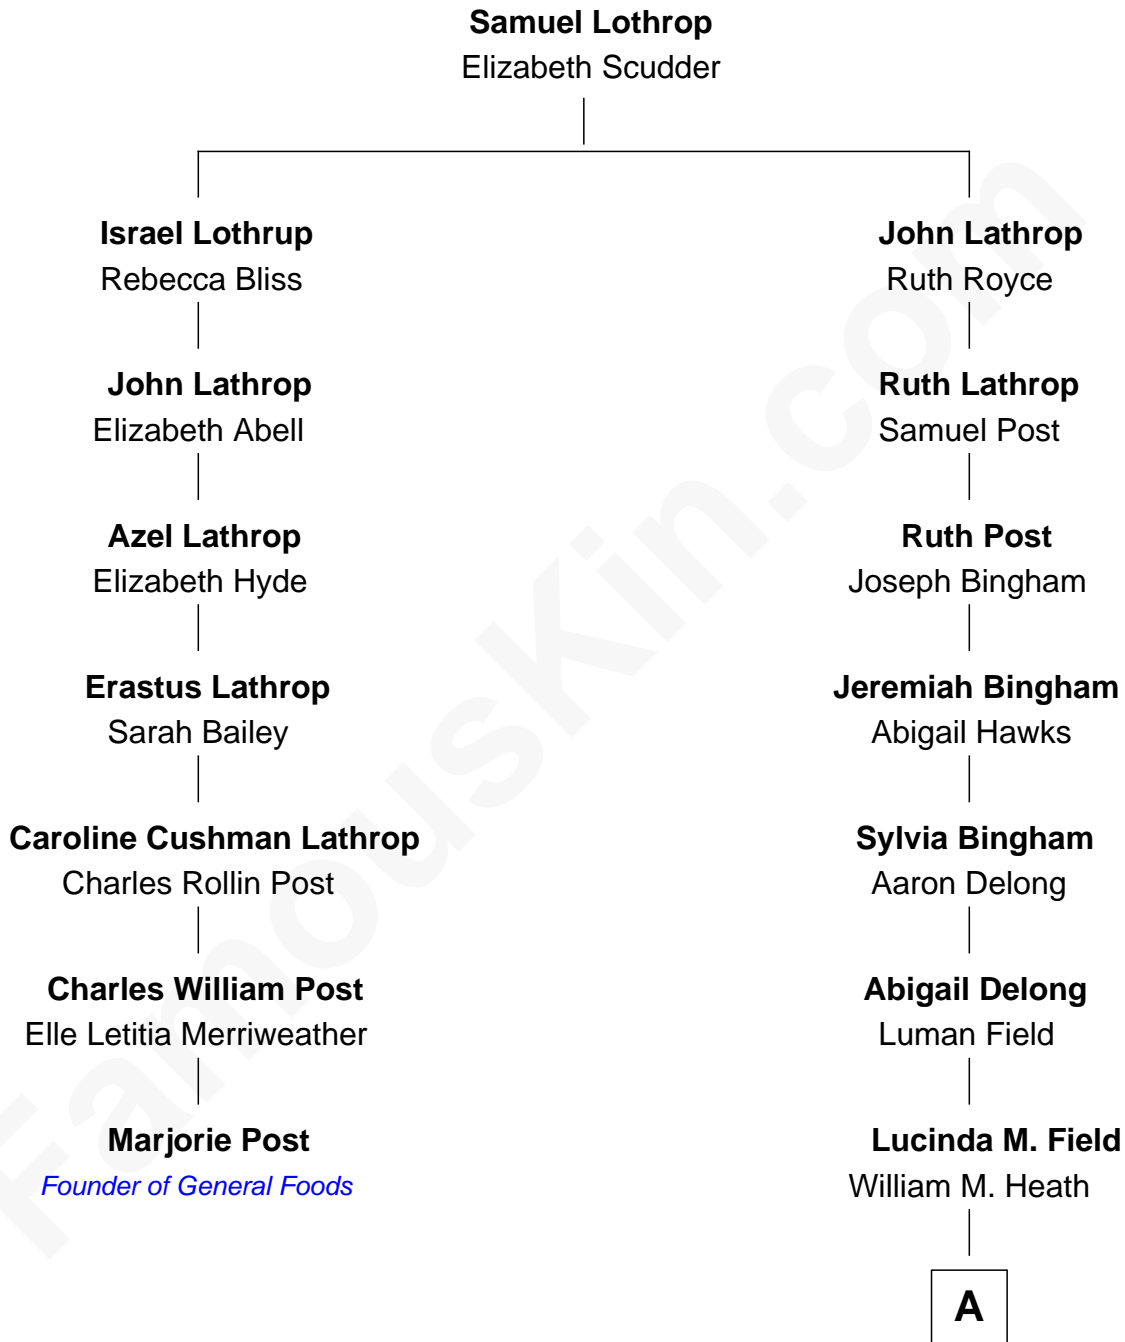 Samuel Lothrop
Elizabeth Scudder
Israel Lothrup
Rebecca Bliss
John Lathrop
Elizabeth Abell
Azel Lathrop
Elizabeth Hyde
Erastus Lathrop
Sarah Bailey
Caroline Cushman Lathrop
Charles Rollin Post
Charles William Post
Elle Letitia Merriweather
Marjorie Post
Founder of General Foods
John Lathrop
Ruth Royce
Ruth Lathrop
Samuel Post
Ruth Post
Joseph Bingham
Jeremiah Bingham
Abigail Hawks
Sylvia Bingham
Aaron Delong
Abigail Delong
Luman Field
Lucinda M. Field
William M. Heath
A
FamousKin.com